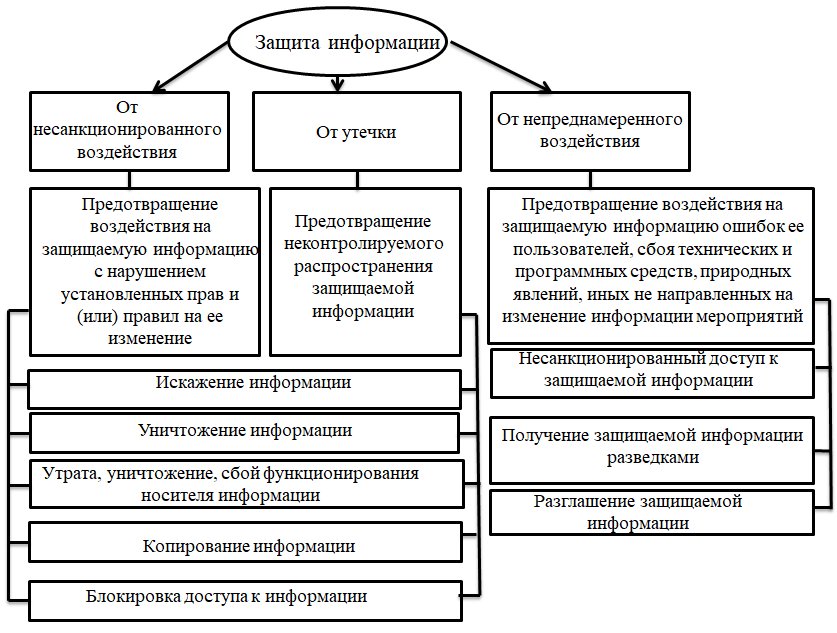 Защита информации
От
несанкционированного
воздействия
От утечки
От непреднамеренного
воздействия
Предотвращение
воздействия на
защищаемую информацию
с нарушением
установленных прав и
(или) правил на ее
изменение
Предотвращение
неконтролируемого
распространения
защищаемой
информации
Предотвращение воздействия на
защищаемую информацию ошибок ее
пользователей, сбоя технических и
программных средств, природных
явлений, иных не направленных на
изменение информации мероприятий
Искажение информации
Уничтожение информации
Утрата, уничтожение, сбой функционирования
носителя информации
Копирование информации
Блокировка доступа к информации
Несанкционированный доступ к
защищаемой информации
Получение защищаемой информации
разведками
Разглашение защищаемой
информации